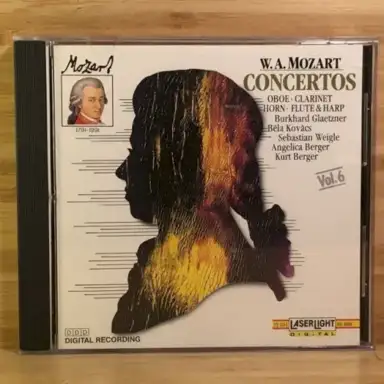 Mozart
W. A. MOZART
CONCERTOS
OBOE · CLARINET
HORN · FLUTE & HARP
Burkhard Glaetzner
Béla Kovács
Sebastian Weigle
Angelica Berger
Kurt Berger
Vol. 6
DDD
DIGITAL RECORDING
LASERLIGHT
DIGITAL